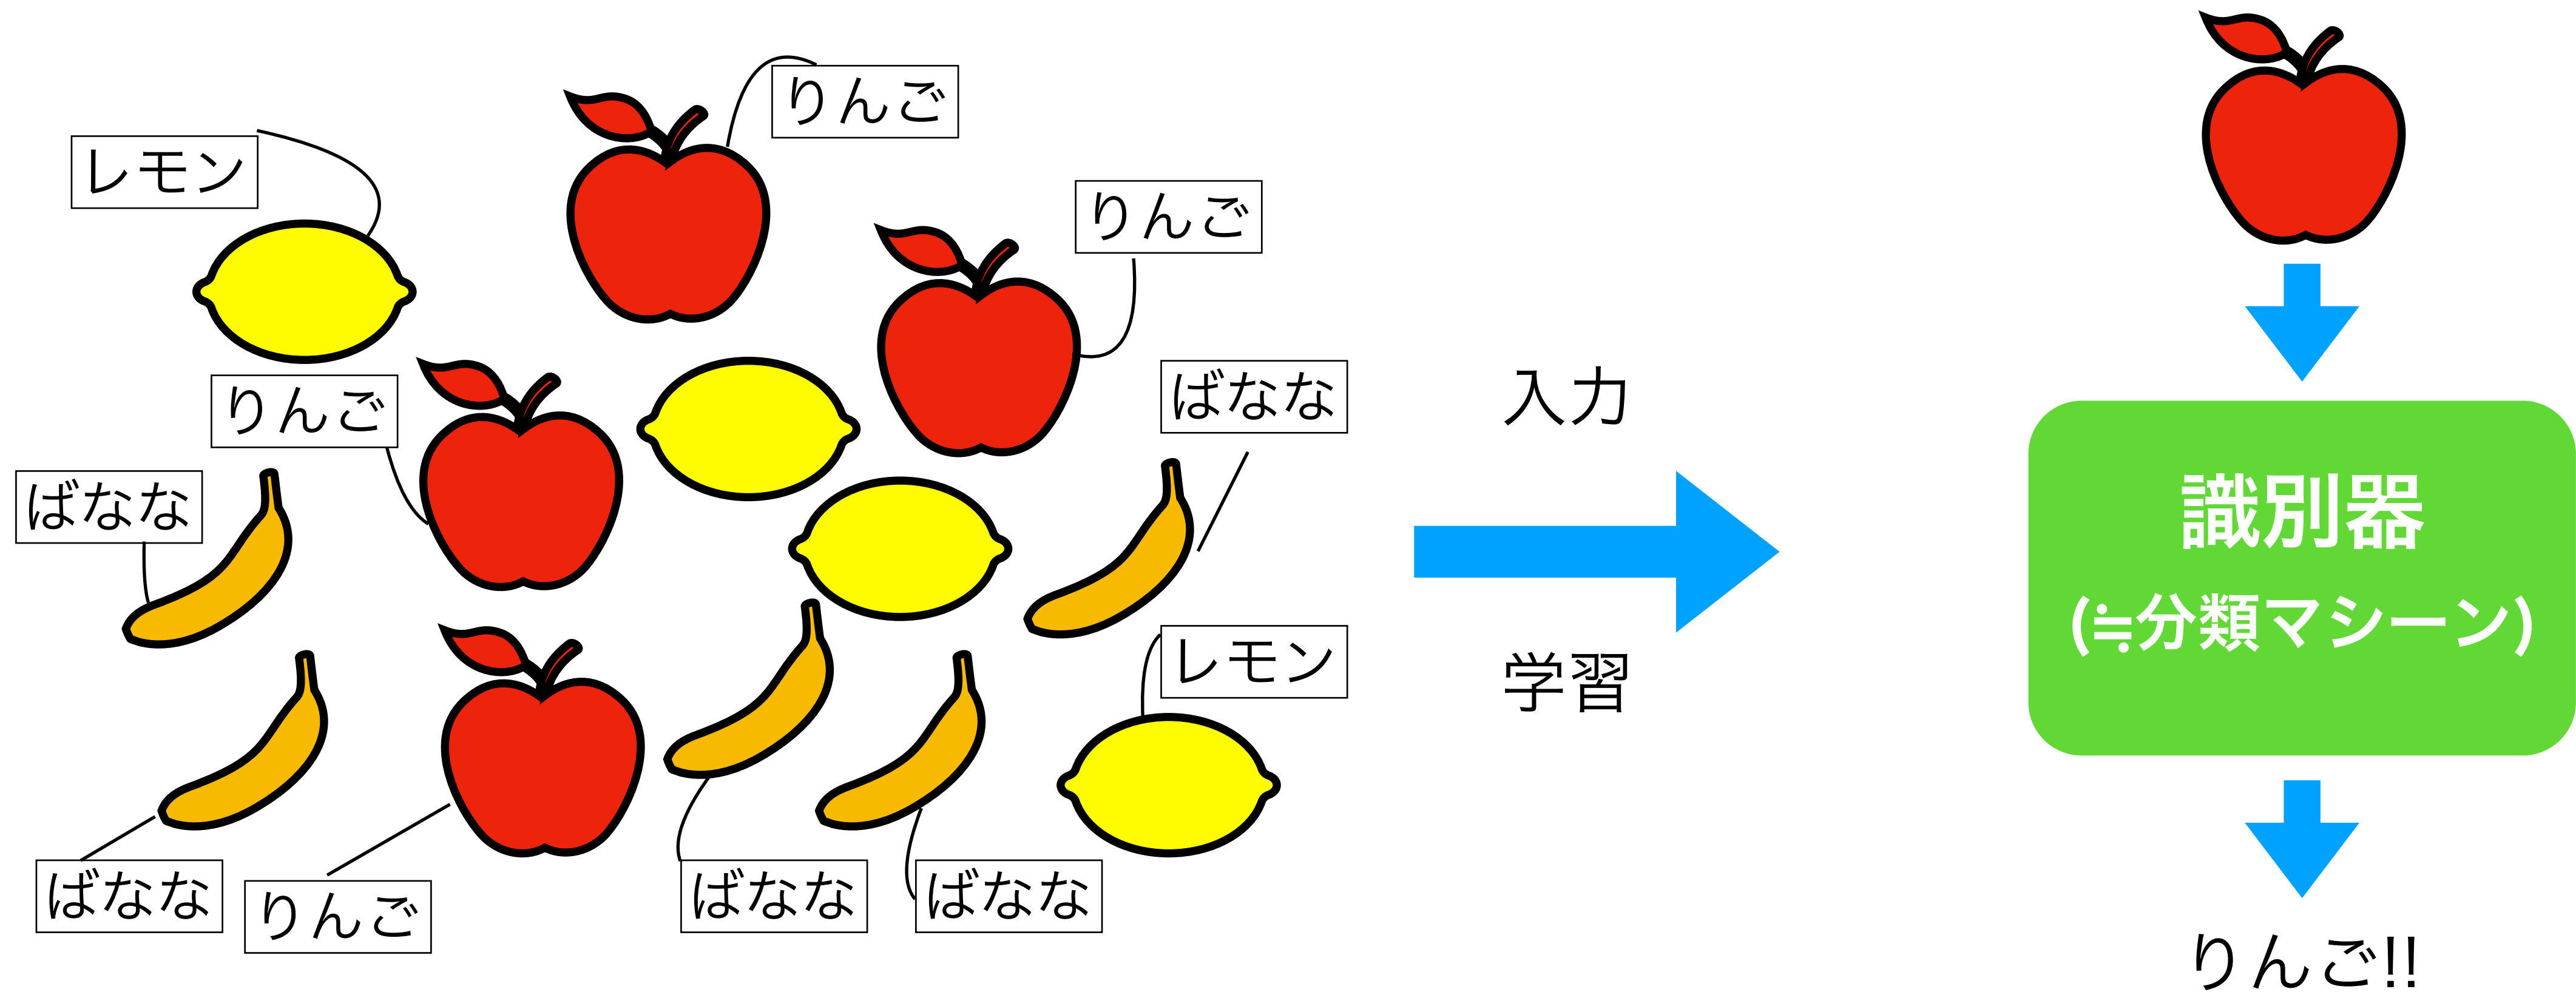 りんご
レモン
りんご
りんご
ばなな
ばなな
レモン
ばなな
りんご
ばなな
ばなな
入力
学習
識別器
(≒分類マシーン)
りんご!!